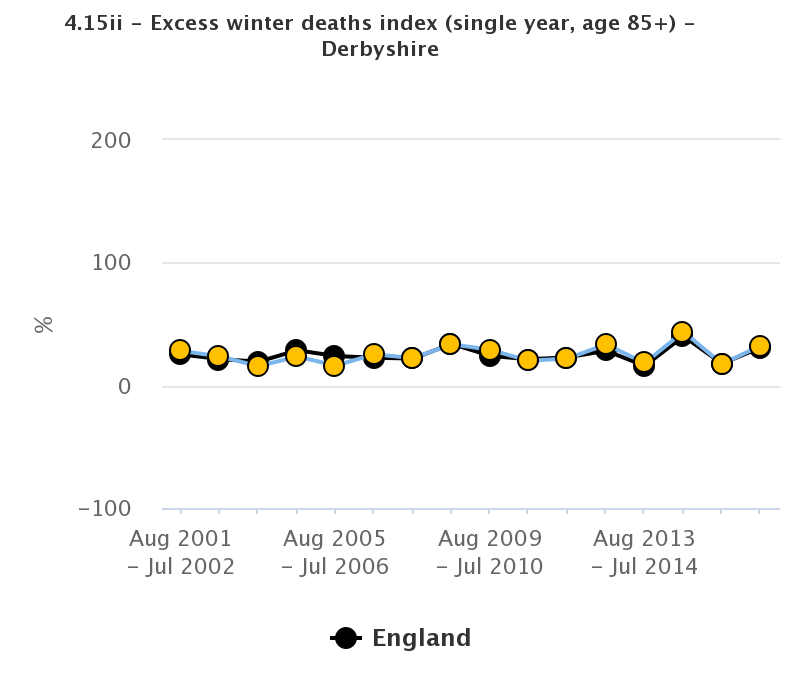 4.15ii – Excess winter deaths index (single year, age 85+) –
Derbyshire
200
100
%
0
–100
Aug 2001 Aug 2005 Aug 2009 Aug 2013
– Jul 2002 – Jul 2006 – Jul 2010 – Jul 2014
England